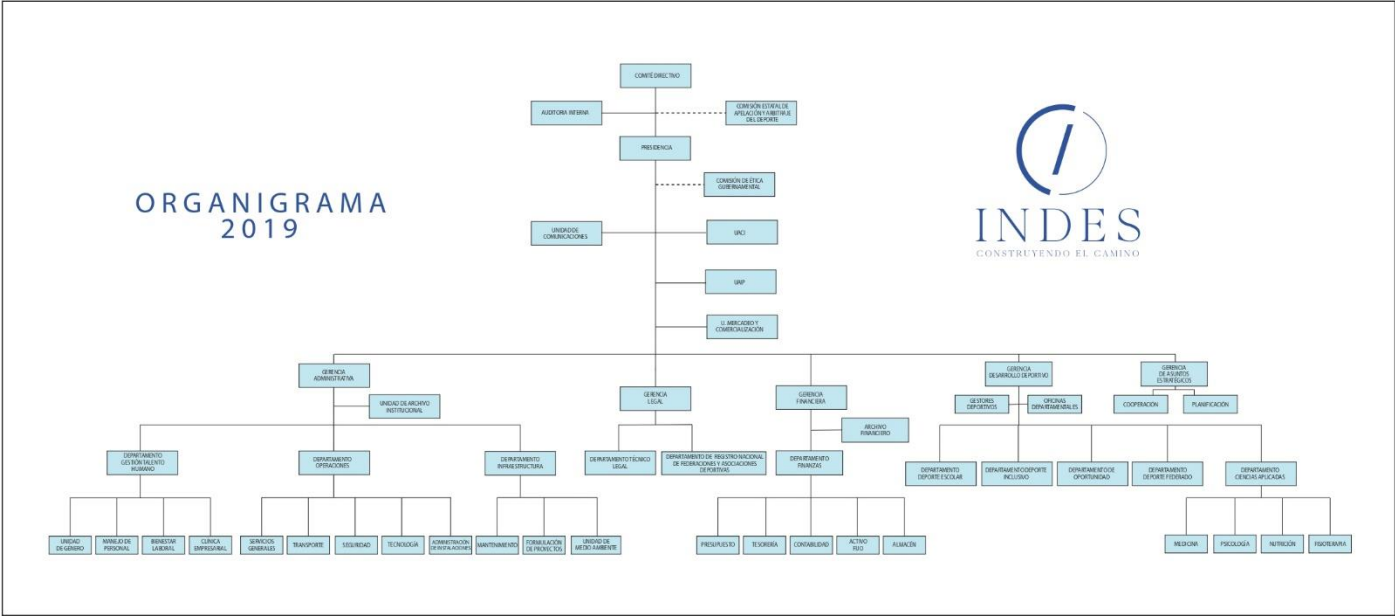 COMITÉ DIRECTIVO
AUDITORIA INTERNA
COMISIÓN ESTATAL DE
APELACIÓN Y ARBITRAJE
DEL DEPORTE
PRESIDENCIA
COMISIÓN DE ÉTICA
GUBERNAMENTAL
ORGANIGRAMA
2019
INDES
CONSTRUYENDO EL CAMINO
UNIDAD DE
COMUNICACIONES
UACI
UAIP
U. MERCADEO Y
COMERCIALIZACIÓN
GERENCIA
ADMINISTRATIVA
UNIDAD DE ARCHIVO
INSTITUCIONAL
GERENCIA
LEGAL
GERENCIA
FINANCIERA
ARCHIVO
FINANCIERO
GERENCIA
DESARROLLO DEPORTIVO
GESTORES
DEPORTIVOS
OFICINAS
DEPARTAMENTALES
GERENCIA
DE ASUNTOS
ESTRATÉGICOS
COOPERACIÓN
PLANIFICACIÓN
DEPARTAMENTO
GESTIÓN TALENTO
HUMANO
DEPARTAMENTO
OPERACIONES
DEPARTAMENTO
INFRAESTRUCTURA
DEPARTAMENTO TÉCNICO
LEGAL
DEPARTAMENTO DE REGISTRO NACIONAL
DE FEDERACIONES Y ASOCIACIONES
DEPORTIVAS
DEPARTAMENTO
FINANZAS
DEPARTAMENTO
DEPORTE ESCOLAR
DEPARTAMENTO DEPORTE
INCLUSIVO
DEPARTAMENTO DE
OPORTUNIDAD
DEPARTAMENTO
DEPORTE FEDERADO
DEPARTAMENTO
CIENCIAS APLICADAS
UNIDAD
DE GÉNERO
MANEJO DE
PERSONAL
BIENESTAR
LABORAL
CLINICA
EMPRESARIAL
SERVICIOS
GENERALES
TRANSPORTE
SEGURIDAD
TECNOLOGÍA
ADMINISTRACIÓN
DE INSTALACIONES
MANTENIMIENTO
FORMULACIÓN
DE PROYECTOS
UNIDAD DE
MEDIO AMBIENTE
PRESUPUESTO
TESORERÍA
CONTABILIDAD
ACTIVO
FIJO
ALMACÉN
MEDICINA
PSICOLOGÍA
NUTRICIÓN
FISIOTERAPIA